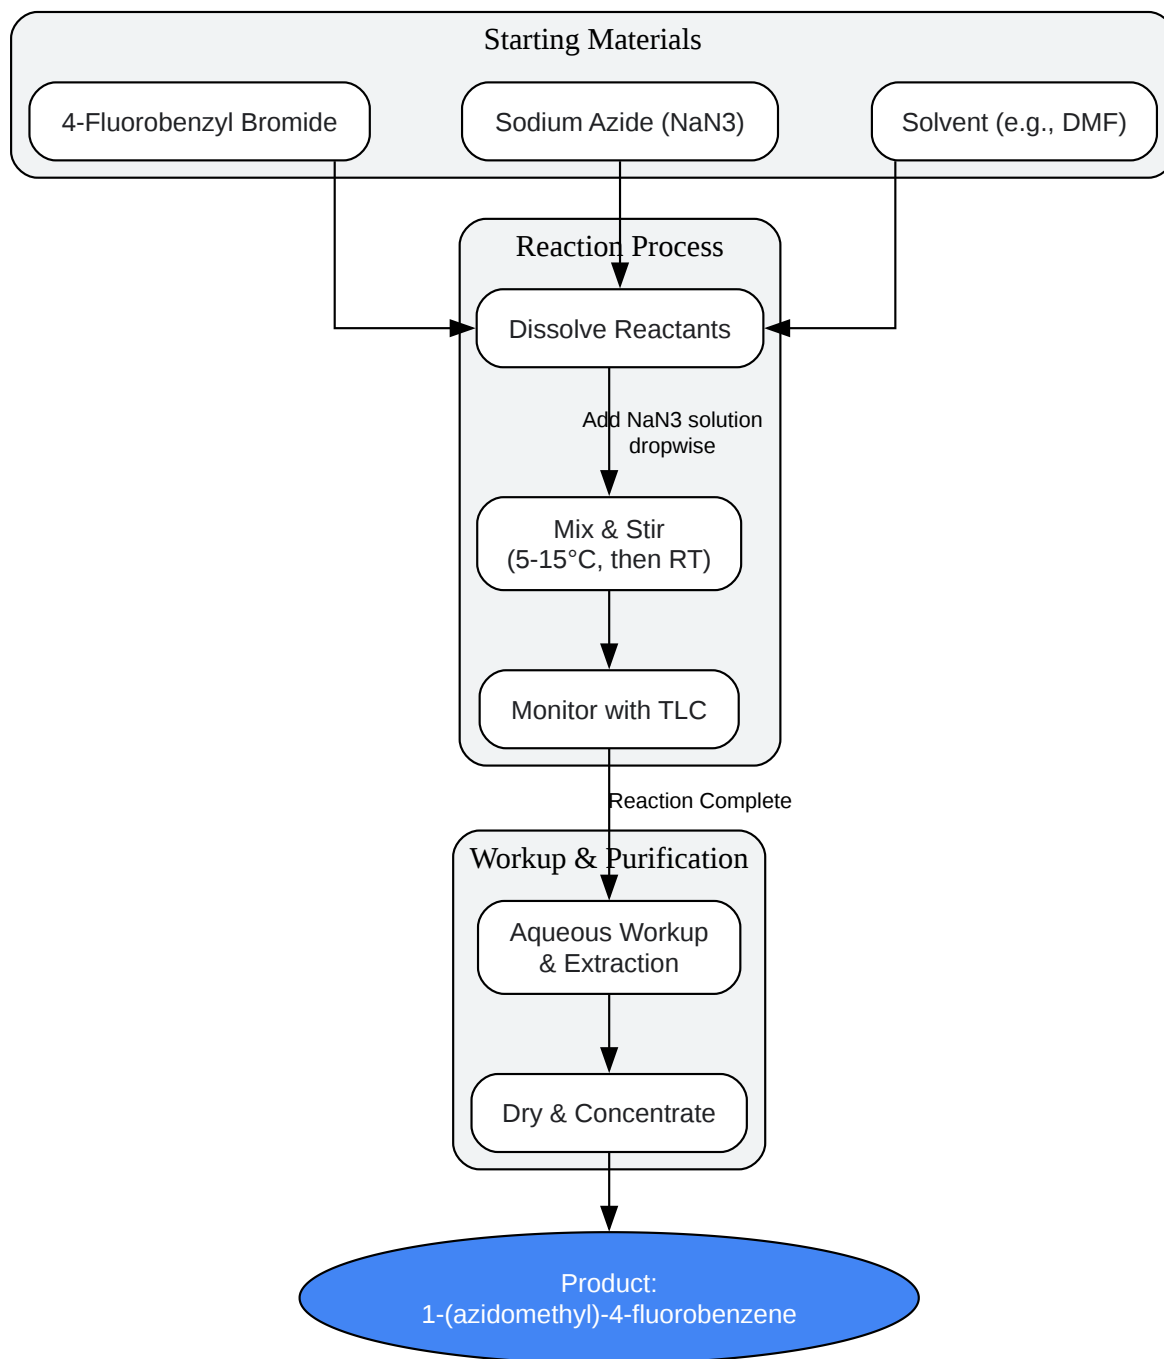 Starting Materials
4-Fluorobenzyl Bromide
Sodium Azide (NaN3)
Solvent (e.g., DMF)
Reaction Process
Dissolve Reactants
Add NaN3 solution
dropwise
Mix & Stir
(5-15°C, then RT)
Monitor with TLC
Reaction Complete
Workup & Purification
Aqueous Workup
& Extraction
Dry & Concentrate
Product:
1-(azidomethyl)-4-fluorobenzene